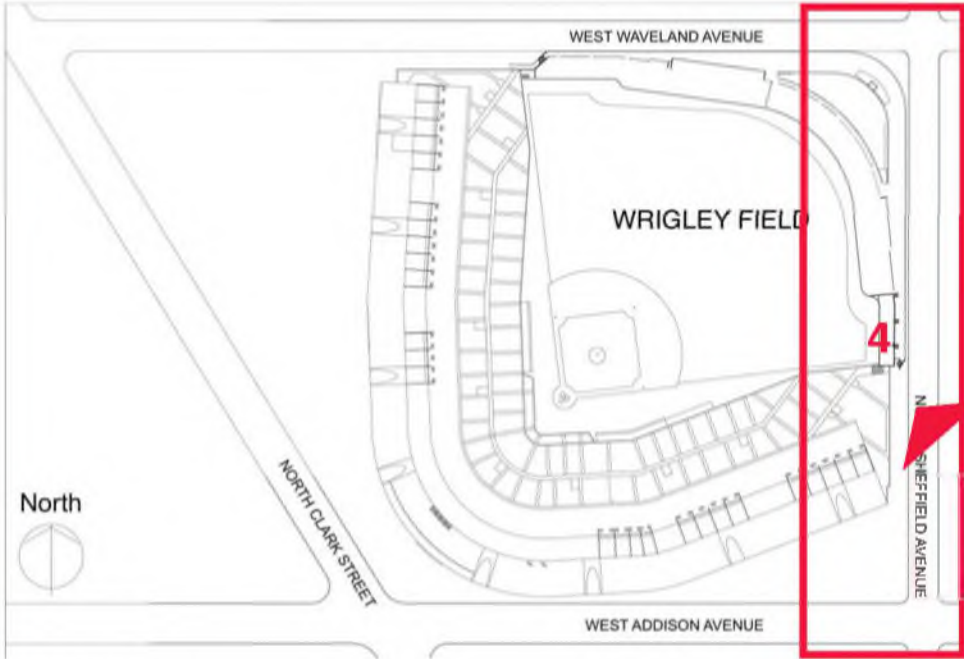 WEST WAVELAND AVENUE
WRIGLEY FIELD
4
N SHEFFIELD AVENUE
NORTH CLARK STREET
North
WEST ADDISON AVENUE